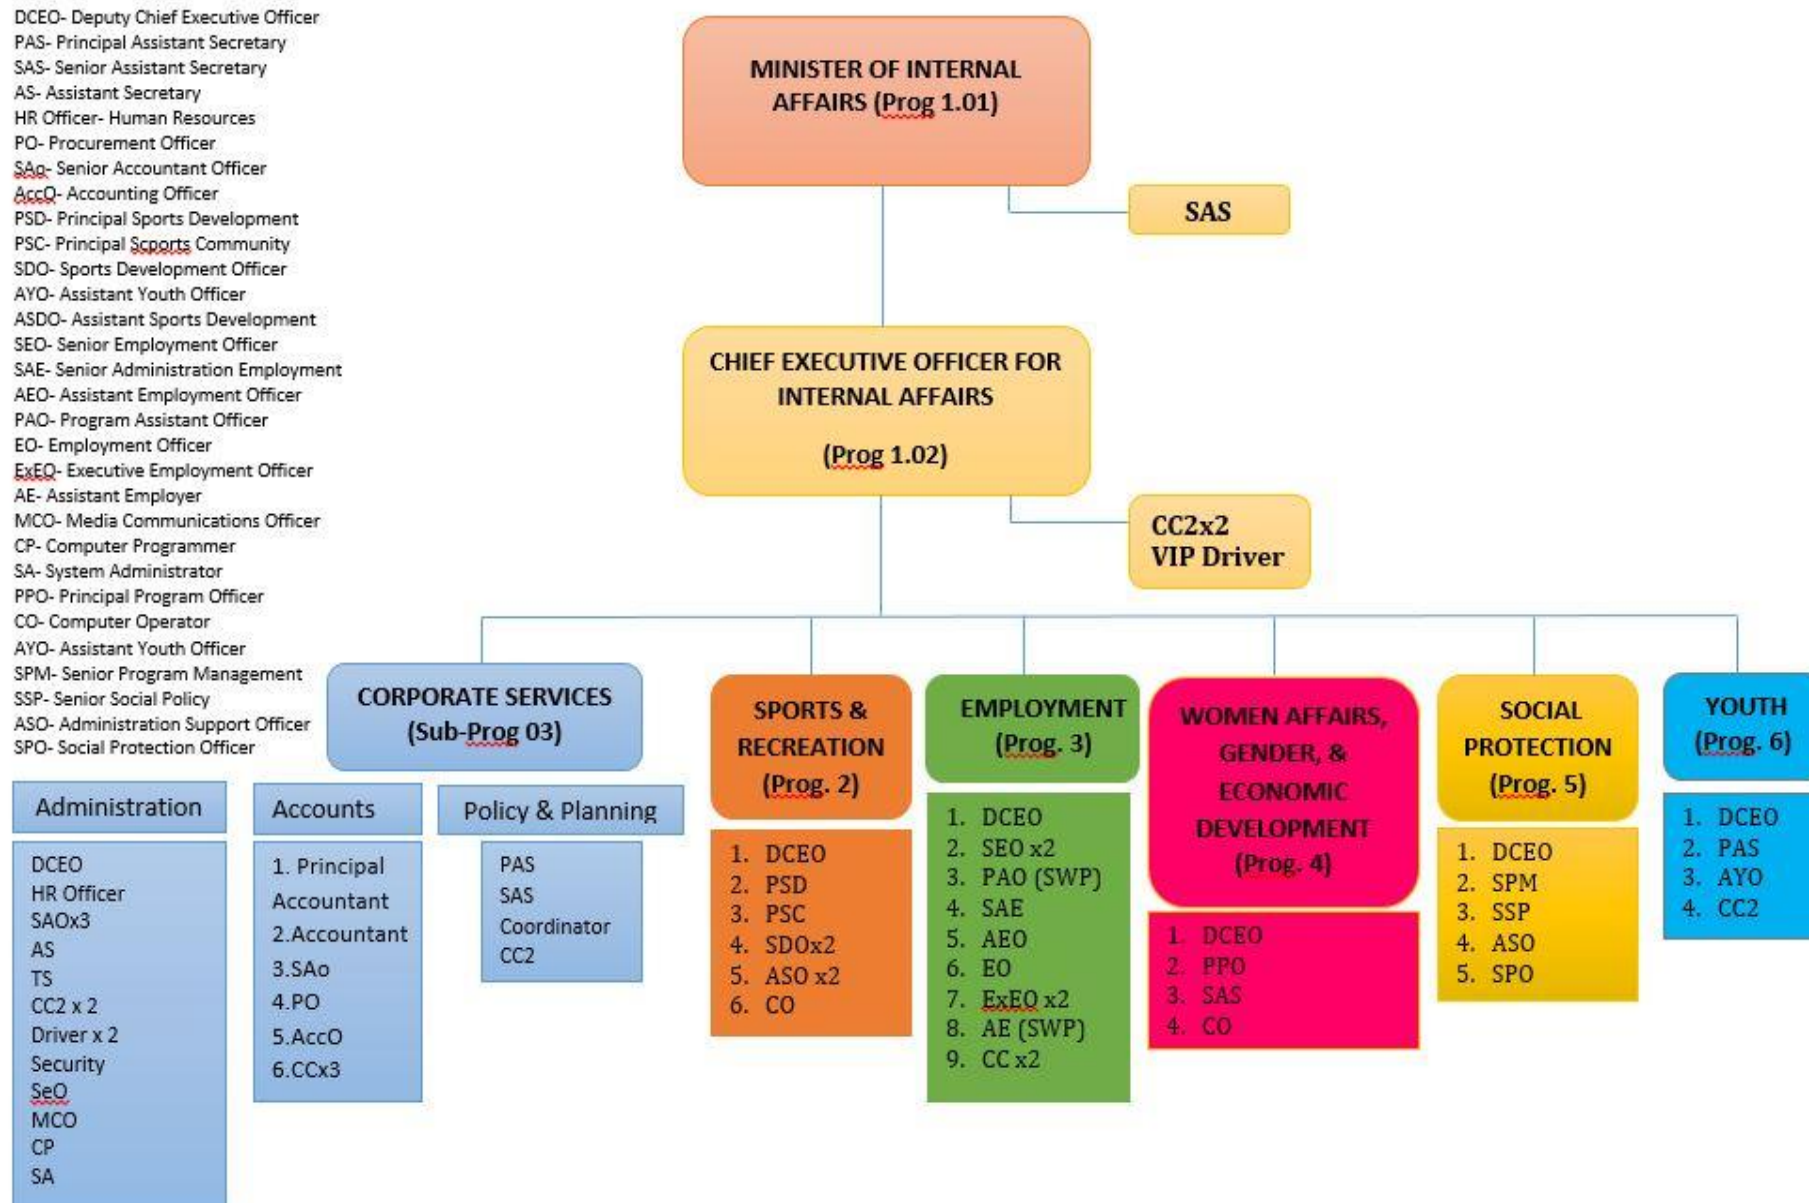 DCEO- Deputy Chief Executive Officer
PAS- Principal Assistant Secretary
SAS- Senior Assistant Secretary
AS- Assistant Secretary
HR Officer- Human Resources
PO- Procurement Officer
SAo- Senior Accountant Officer
AccO- Accounting Officer
PSD- Principal Sports Development
PSC- Principal Scports Community
SDO- Sports Development Officer
AYO- Assistant Youth Officer
ASDO- Assistant Sports Development
SEO- Senior Employment Officer
SAE- Senior Administration Employment
AEO- Assistant Employment Officer
PAO- Program Assistant Officer
EO- Employment Officer
ExEO- Executive Employment Officer
AE- Assistant Employer
MCO- Media Communications Officer
CP- Computer Programmer
SA- System Administrator
PPO- Principal Program Officer
CO- Computer Operator
AYO- Assistant Youth Officer
SPM- Senior Program Management
SSP- Senior Social Policy
ASO- Administration Support Officer
SPO- Social Protection Officer
MINISTER OF INTERNAL
AFFAIRS (Prog 1.01)
SAS
CHIEF EXECUTIVE OFFICER FOR
INTERNAL AFFAIRS
(Prog 1.02)
CC2x2
VIP Driver
CORPORATE SERVICES
(Sub-Prog 03)
Administration
DCEO
HR Officer
SAOx3
AS
TS
CC2 x 2
Driver x 2
Security
SeO
MCO
CP
SA
Accounts
1. Principal
Accountant
2.Accountant
3.SAo
4.PO
5.AccO
6.CCx3
Policy & Planning
PAS
SAS
Coordinator
CC2
SPORTS &
RECREATION
(Prog. 2)
1. DCEO
2. PSD
3. PSC
4. SDOx2
5. ASO x2
6. CO
EMPLOYMENT
(Prog. 3)
1. DCEO
2. SEO x2
3. PAO (SWP)
4. SAE
5. AEO
6. EO
7. ExEO x2
8. AE (SWP)
9. CC x2
WOMEN AFFAIRS,
GENDER, &
ECONOMIC
DEVELOPMENT
(Prog. 4)
1. DCEO
2. PPO
3. SAS
4. CO
SOCIAL
PROTECTION
(Prog. 5)
1. DCEO
2. SPM
3. SSP
4. ASO
5. SPO
YOUTH
(Prog. 6)
1. DCEO
2. PAS
3. AYO
4. CC2